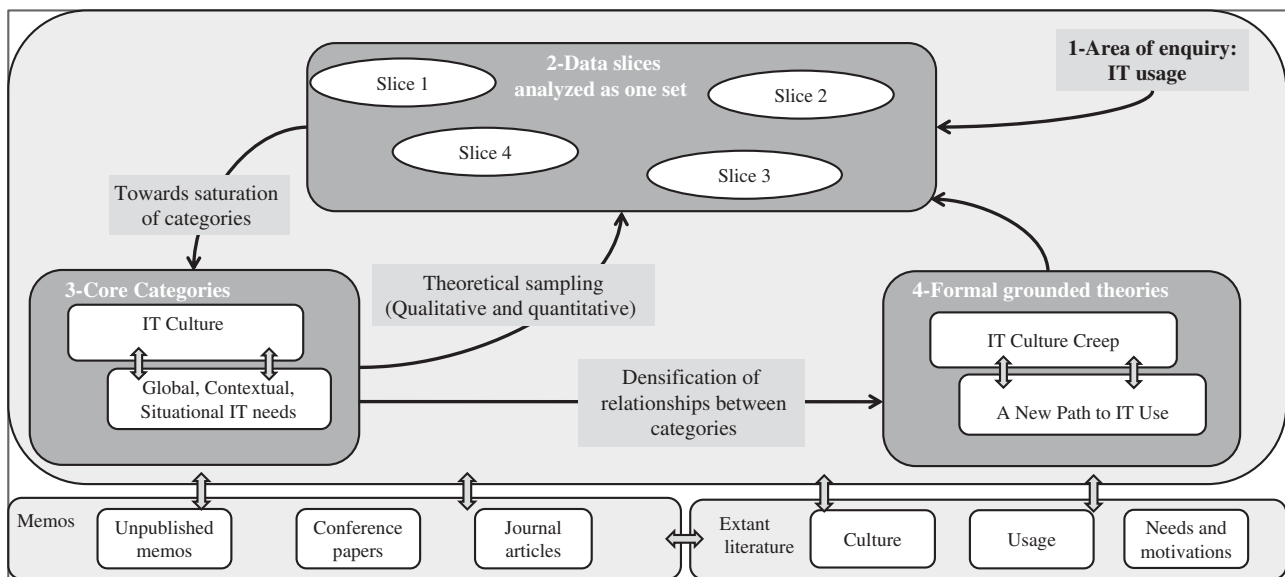 1-Area of enquiry:
IT usage
2-Data slices
analyzed as one set
Slice 1
Slice 2
Slice 4
Slice 3
Towards saturation
of categories
Theoretical sampling
(Qualitative and quantitative)
3-Core Categories
IT Culture
Global, Contextual,
Situational IT needs
Densification of
relationships between
categories
4-Formal grounded theories
IT Culture Creep
A New Path to IT Use
Memos
Unpublished
memos
Conference
papers
Journal
articles
Extant
literature
Culture
Usage
Needs and
motivations